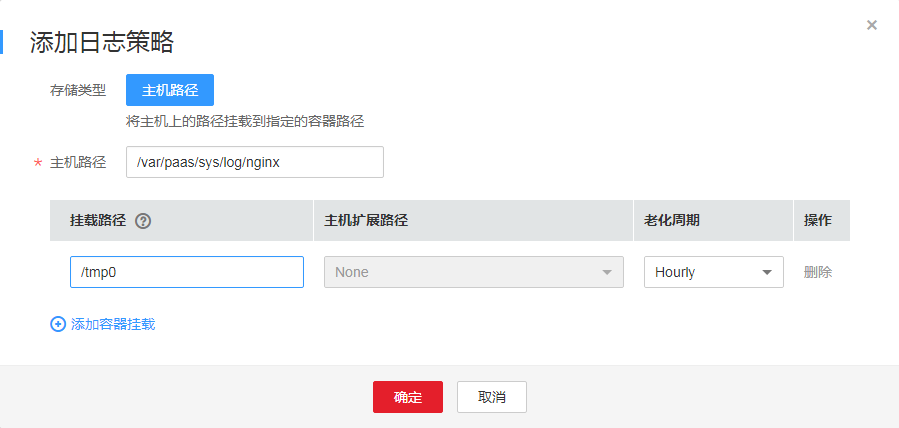 添加日志策略
存储类型 主机路径
将主机上的路径挂载到指定的容器路径
* 主机路径 /var/paas/sys/log/nginx
挂载路径 ? 主机扩展路径 老化周期 操作
/tmp0 None Hourly 删除
添加容器挂载
确定 取消